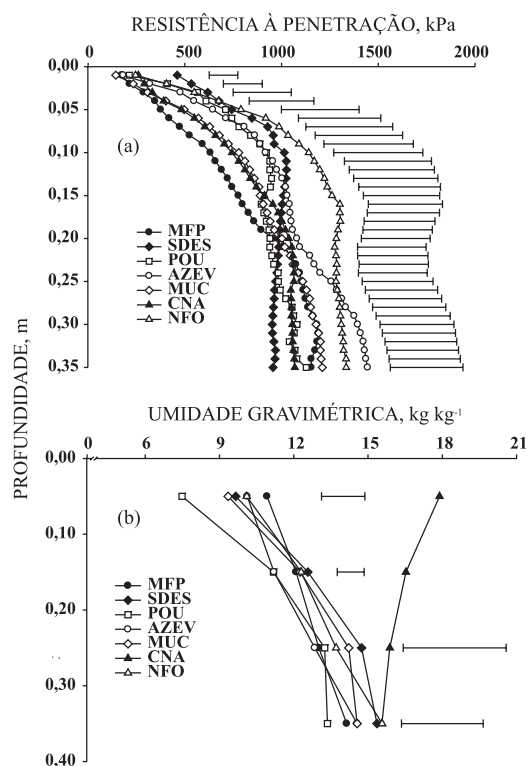 RESISTÊNCIA À PENETRAÇÃO, kPa
0 500 1000 1500 2000
0,00
0,05
0,10
(a)
0,15
MFP
SDES
0,20
POU
AZEV
0,25
MUC
CNA
0,30
NFO
0,35
PROFUNDIDADE, m
UMIDADE GRAVIMÉTRICA, kg kg⁻¹
0 6 9 12 15 18 21
0,00
(b)
0,10
MFP
SDES
0,20
POU
AZEV
MUC
CNA
0,30
NFO
0,40